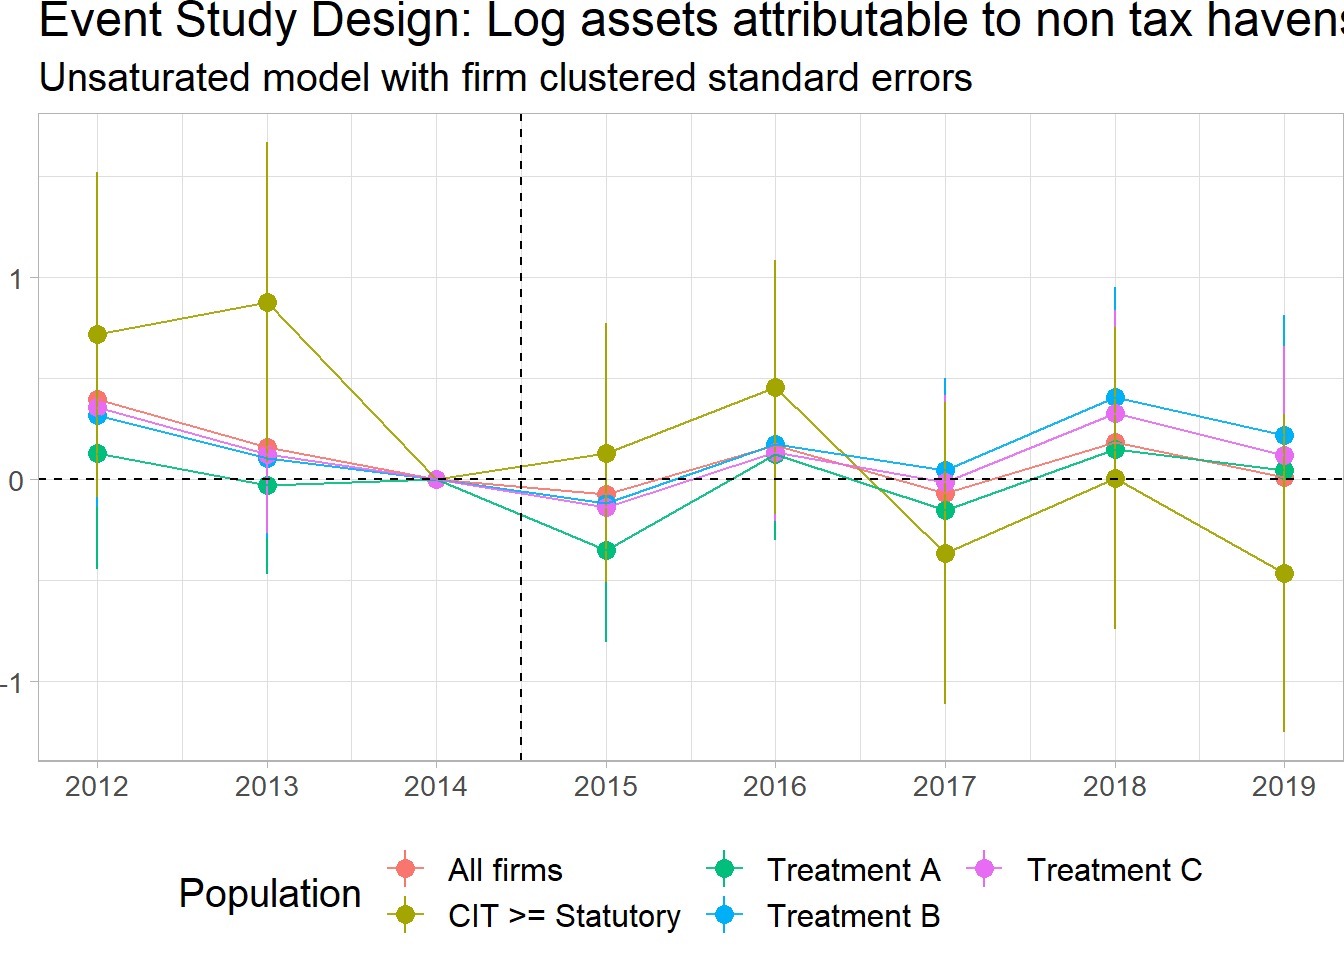 Event Study Design: Log assets attributable to non tax havens
Unsaturated model with firm clustered standard errors
1
0
-1
2012 2013 2014 2015 2016 2017 2018 2019
Population
All firms
CIT >= Statutory
Treatment A
Treatment B
Treatment C